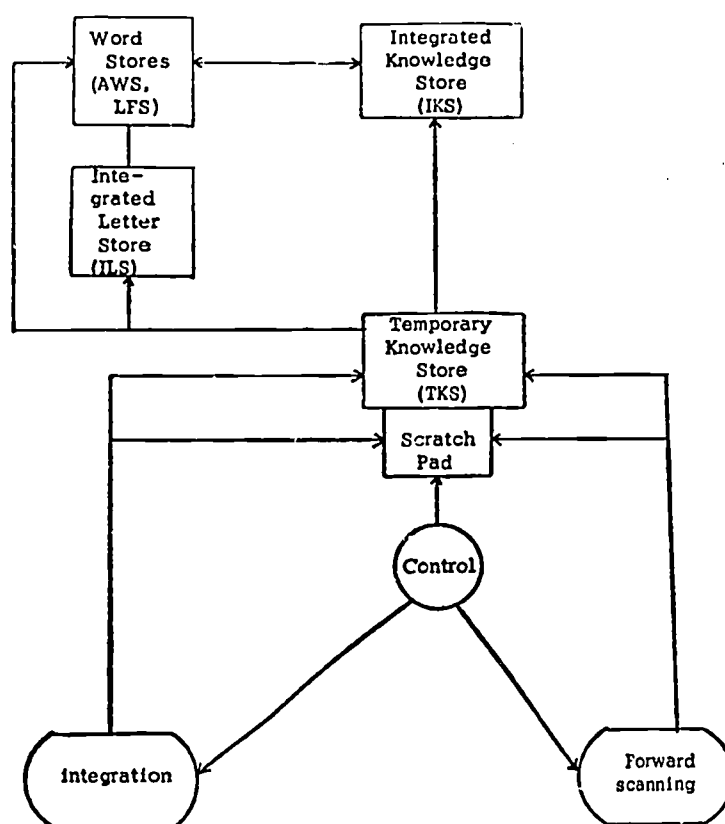 Word
Stores
(AWS,
LFS)
Integrated
Knowledge
Store
(IKS)
Inte-
grated
Letter
Store
(ILS)
Temporary
Knowledge
Store
(TKS)
Scratch
Pad
Control
integration
Forward
scanning